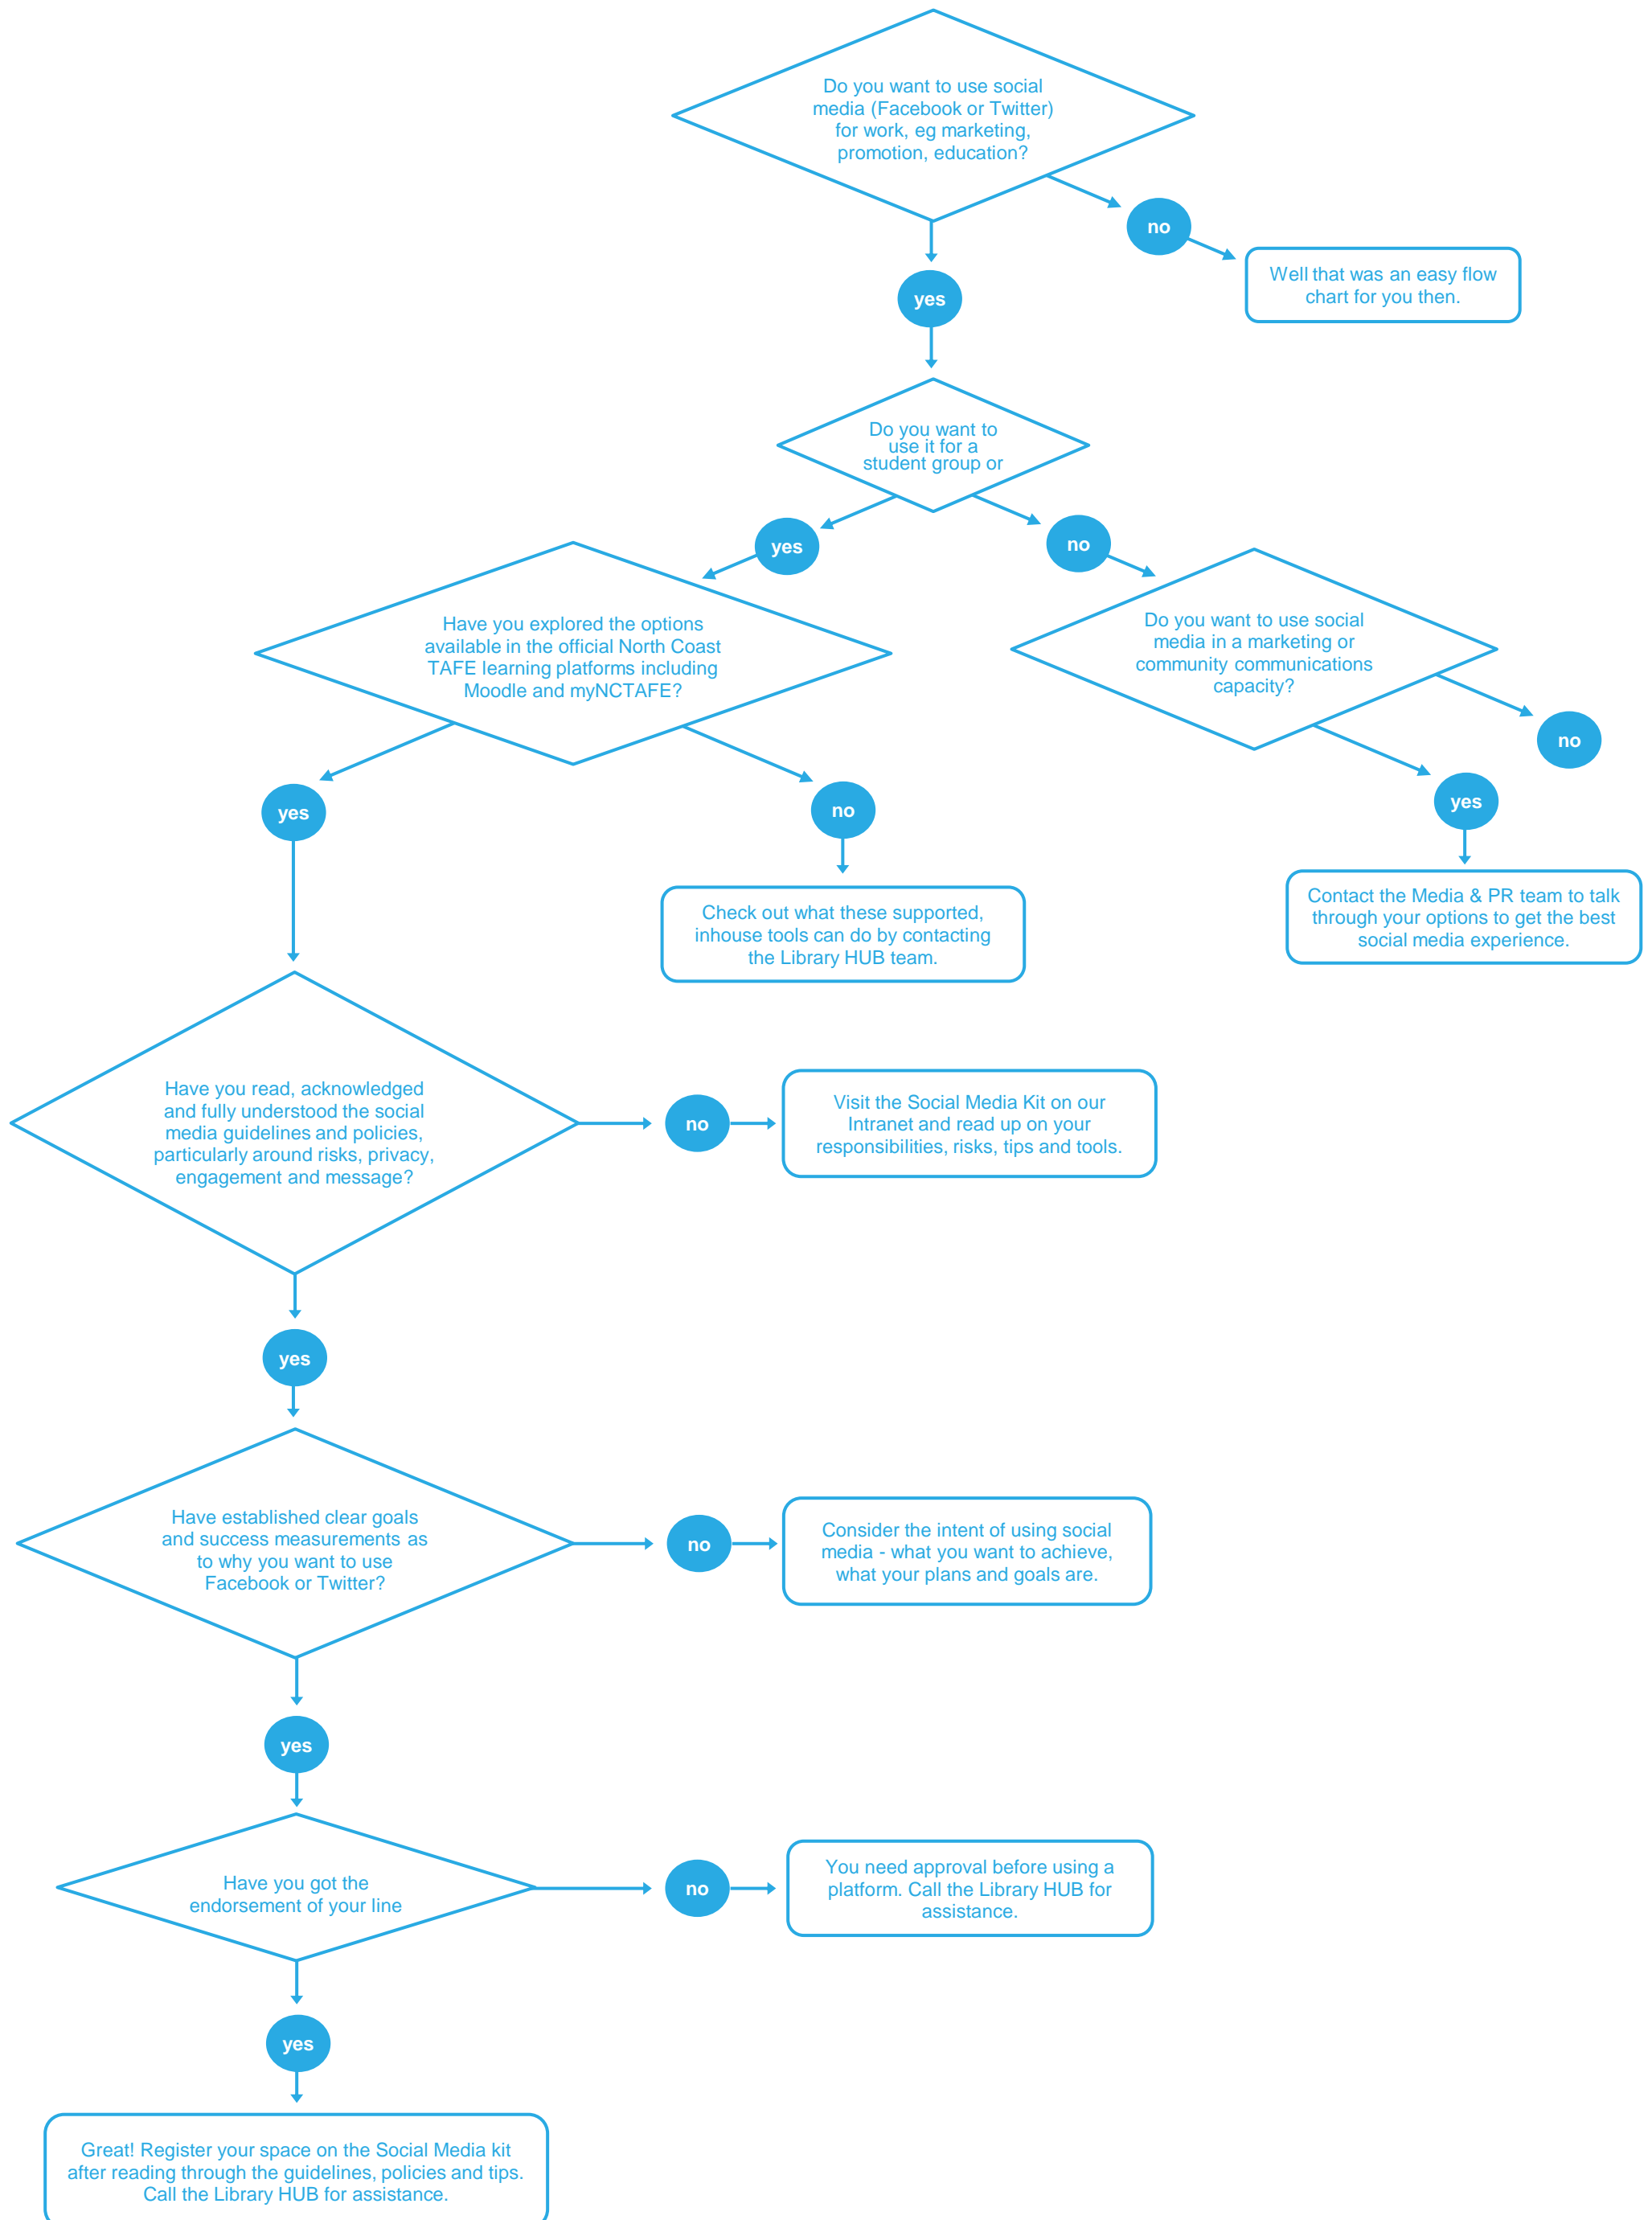 Do you want to use social
media (Facebook or Twitter)
for work, eg marketing,
promotion, education?
no
Well that was an easy flow
chart for you then.
yes
Do you want to
use it for a
student group or
yes
no
Have you explored the options
available in the official North Coast
TAFE learning platforms including
Moodle and myNCTAFE?
Do you want to use social
media in a marketing or
community communications
capacity?
no
yes
yes
no
Contact the Media & PR team to talk
through your options to get the best
social media experience.
Check out what these supported,
inhouse tools can do by contacting
the Library HUB team.
Have you read, acknowledged
and fully understood the social
media guidelines and policies,
particularly around risks, privacy,
engagement and message?
no
Visit the Social Media Kit on our
Intranet and read up on your
responsibilities, risks, tips and tools.
yes
Have established clear goals
and success measurements as
to why you want to use
Facebook or Twitter?
no
Consider the intent of using social
media - what you want to achieve,
what your plans and goals are.
yes
Have you got the
endorsement of your line
no
You need approval before using a
platform. Call the Library HUB for
assistance.
yes
Great! Register your space on the Social Media kit
after reading through the guidelines, policies and tips.
Call the Library HUB for assistance.